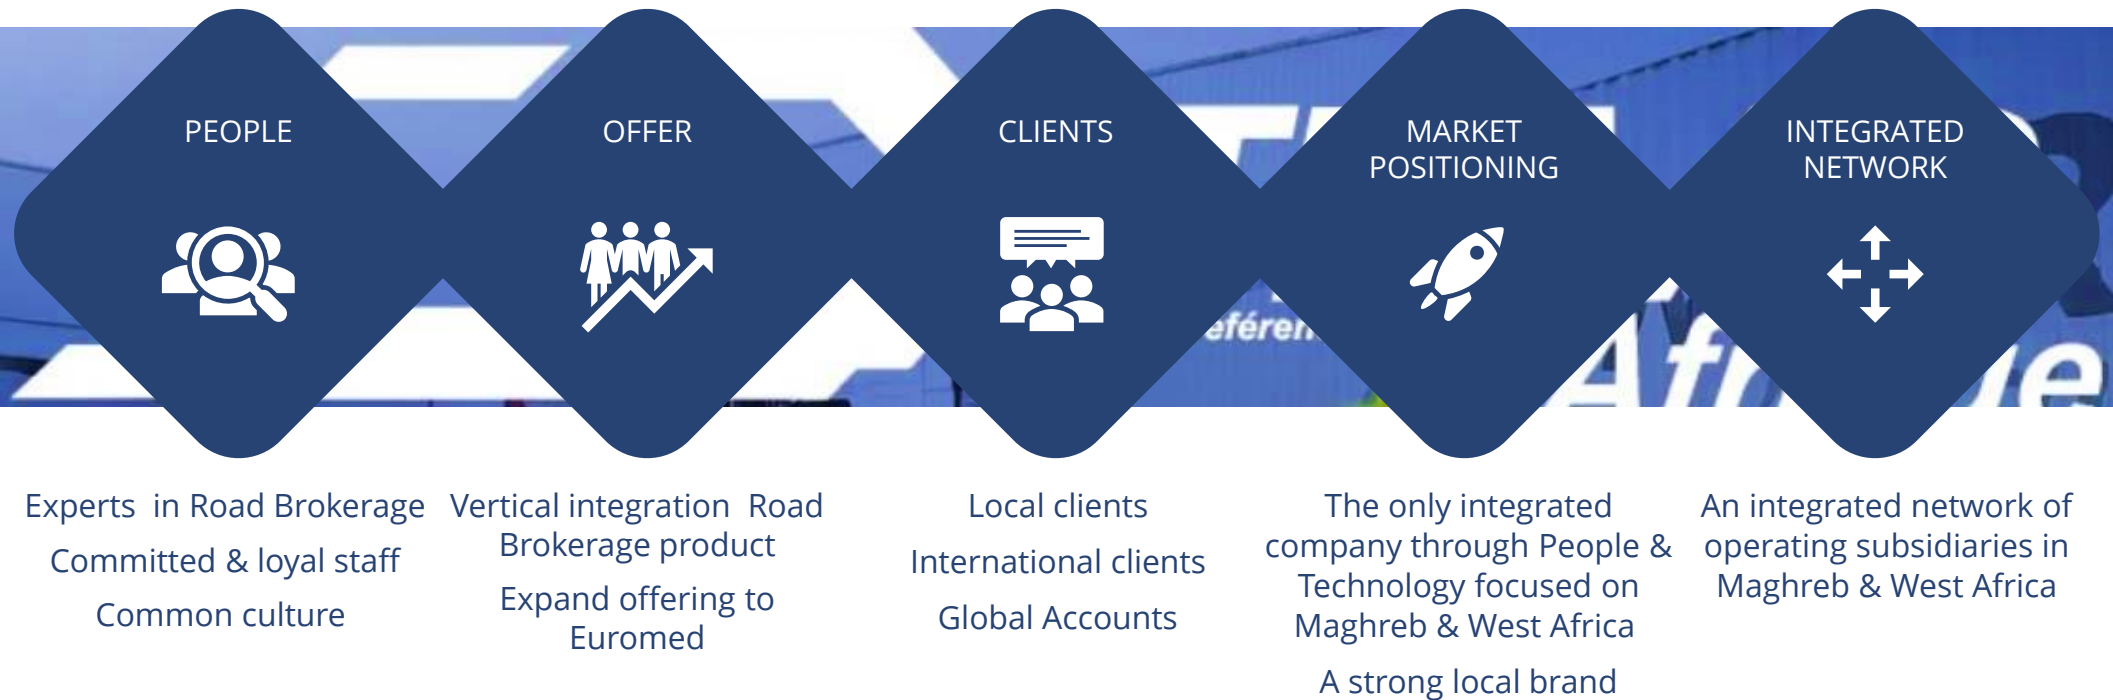 PEOPLE
OFFER
CLIENTS
MARKET
POSITIONING
INTEGRATED
NETWORK
Experts in Road Brokerage
Committed & loyal staff
Common culture
Vertical integration Road
Brokerage product
Expand offering to
Euromed
Local clients
International clients
Global Accounts
The only integrated
company through People &
Technology focused on
Maghreb & West Africa
A strong local brand
An integrated network of
operating subsidiaries in
Maghreb & West Africa